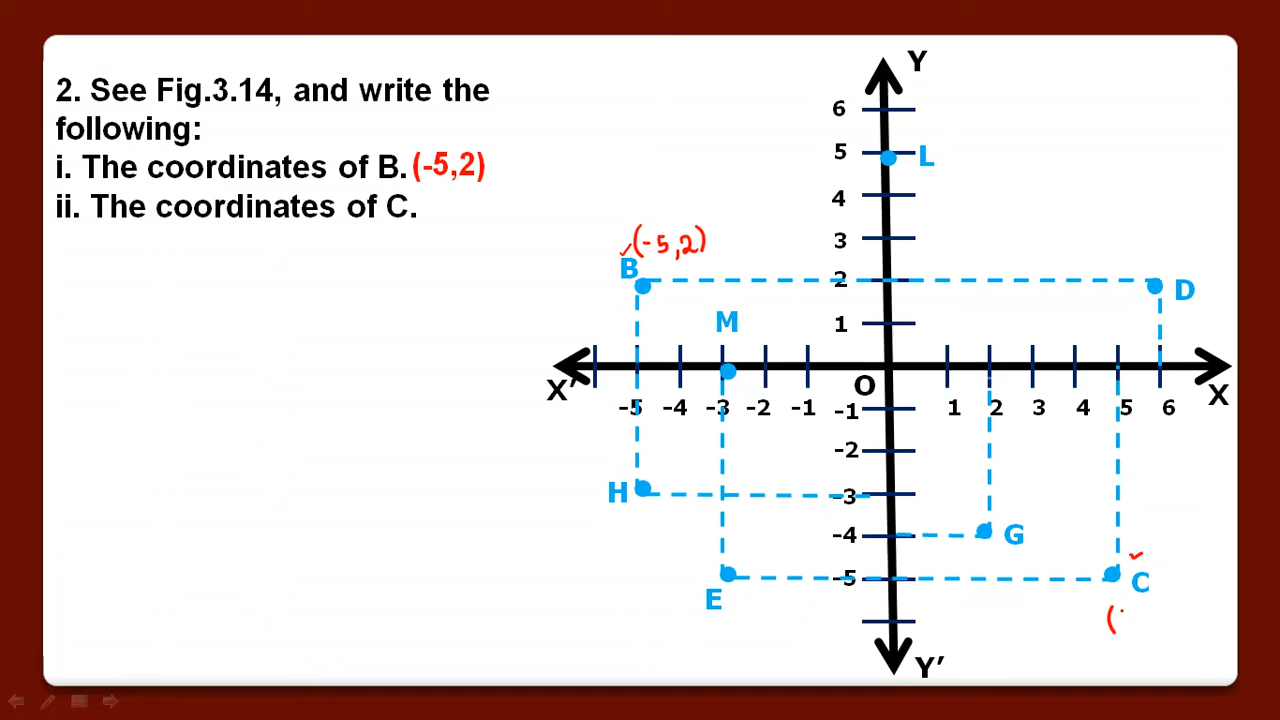 2. See Fig.3.14, and write the
following:
i. The coordinates of B. (-5,2)
ii. The coordinates of C.
Y
6
5
L
4
3
(-5,2)
B
2
D
M
1
X′
O
X
-5 -4 -3 -2 -1
1 2 3 4 5 6
-1
-2
H
-3
-4
G
-5
C
E
(
Y′